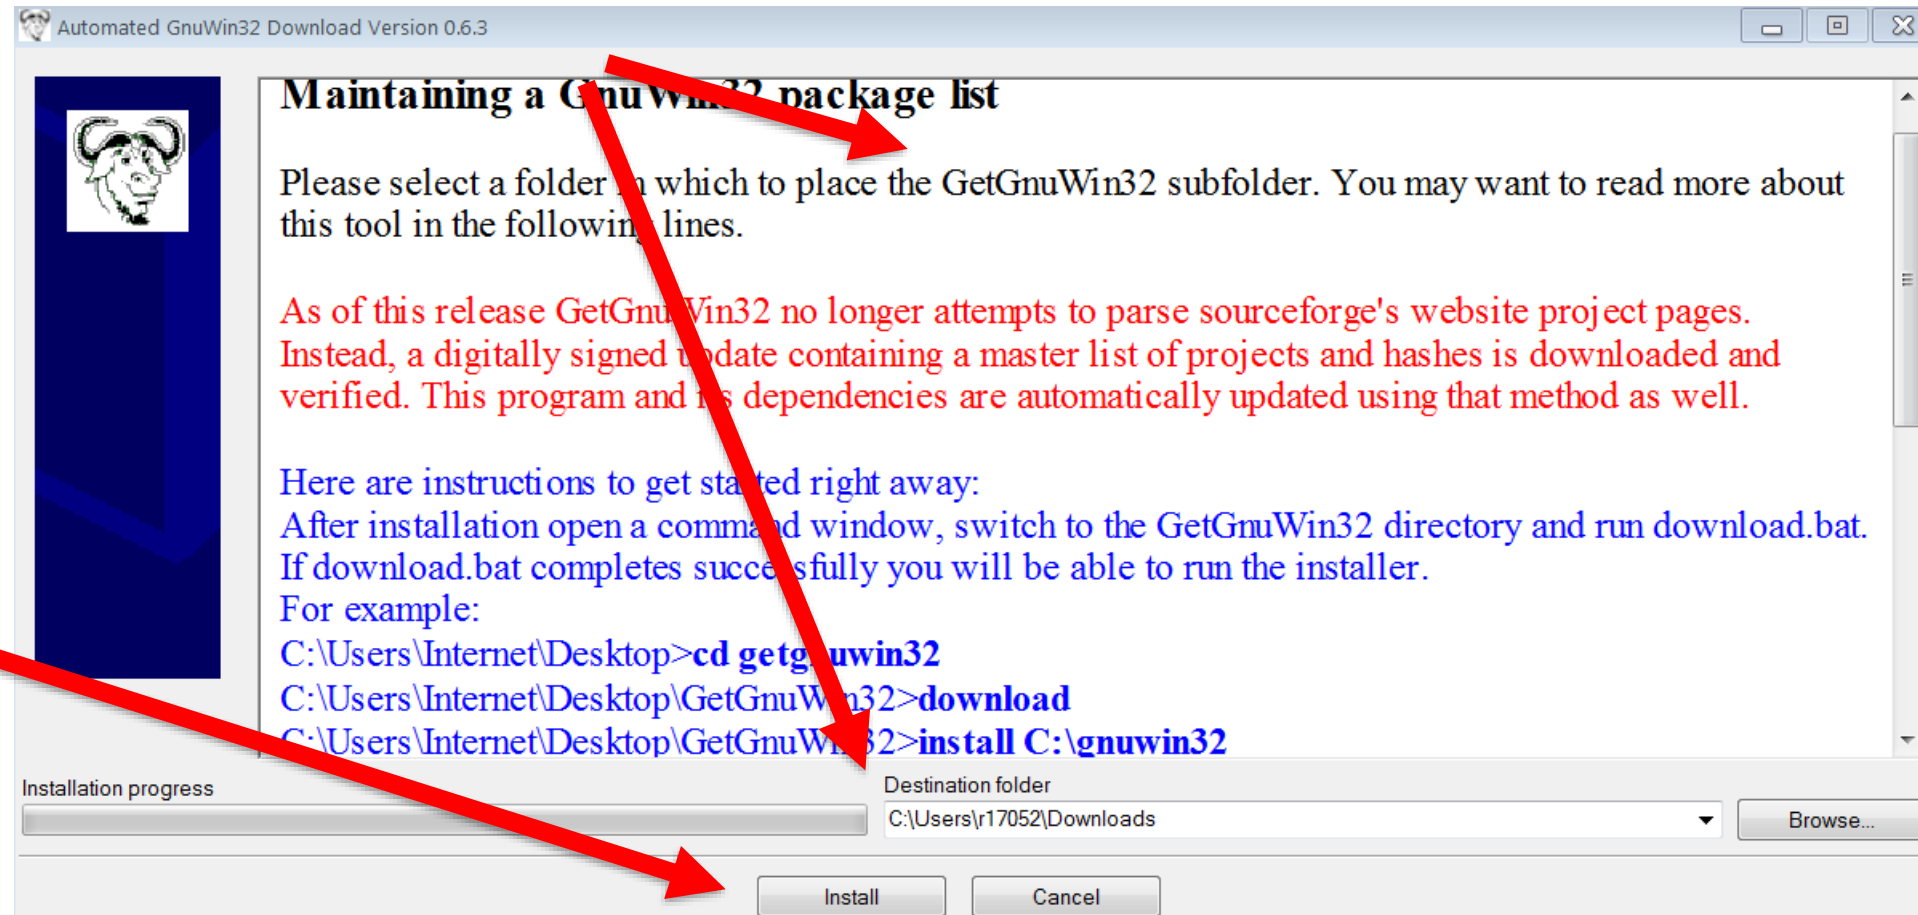 Automated GnuWin32 Download Version 0.6.3
Maintaining a GnuWin32 package list
Please select a folder in which to place the GetGnuWin32 subfolder. You may want to read more about
this tool in the following lines.
As of this release GetGnuWin32 no longer attempts to parse sourceforge's website project pages.
Instead, a digitally signed update containing a master list of projects and hashes is downloaded and
verified. This program and its dependencies are automatically updated using that method as well.
Here are instructions to get started right away:
After installation open a command window, switch to the GetGnuWin32 directory and run download.bat.
If download.bat completes successfully you will be able to run the installer.
For example:
C:\Users\Internet\Desktop>cd getgnuwin32
C:\Users\Internet\Desktop\GetGnuWin32>download
C:\Users\Internet\Desktop\GetGnuWin32>install C:\gnuwin32
Installation progress
Destination folder
C:\Users\r17052\Downloads
Browse...
Install
Cancel